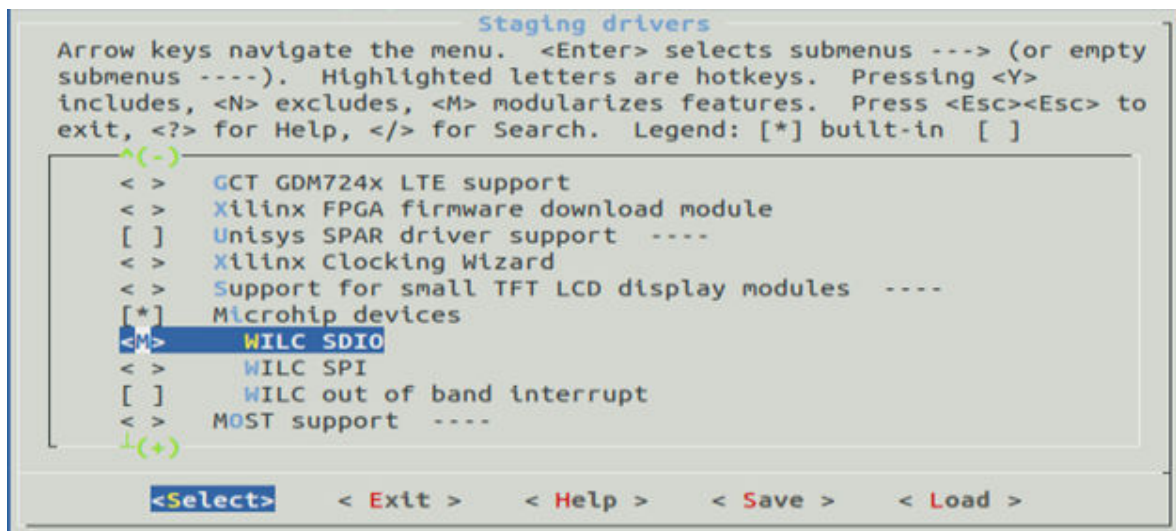 Staging drivers
Arrow keys navigate the menu.  <Enter> selects submenus ---> (or empty
submenus ----).  Highlighted letters are hotkeys.  Pressing <Y>
includes, <N> excludes, <M> modularizes features.  Press <Esc><Esc> to
exit, <?> for Help, </> for Search.  Legend: [*] built-in  [ ]
^(-)
< >   GCT GDM724x LTE support
< >   Xilinx FPGA firmware download module
[ ]   Unisys SPAR driver support  ----
< >   Xilinx Clocking Wizard
< >   Support for small TFT LCD display modules  ----
[*]   Microhip devices
<M>     WILC SDIO
< >     WILC SPI
[ ]     WILC out of band interrupt
< >   MOST support  ----
┴(+)
<Select>    < Exit >    < Help >    < Save >    < Load >